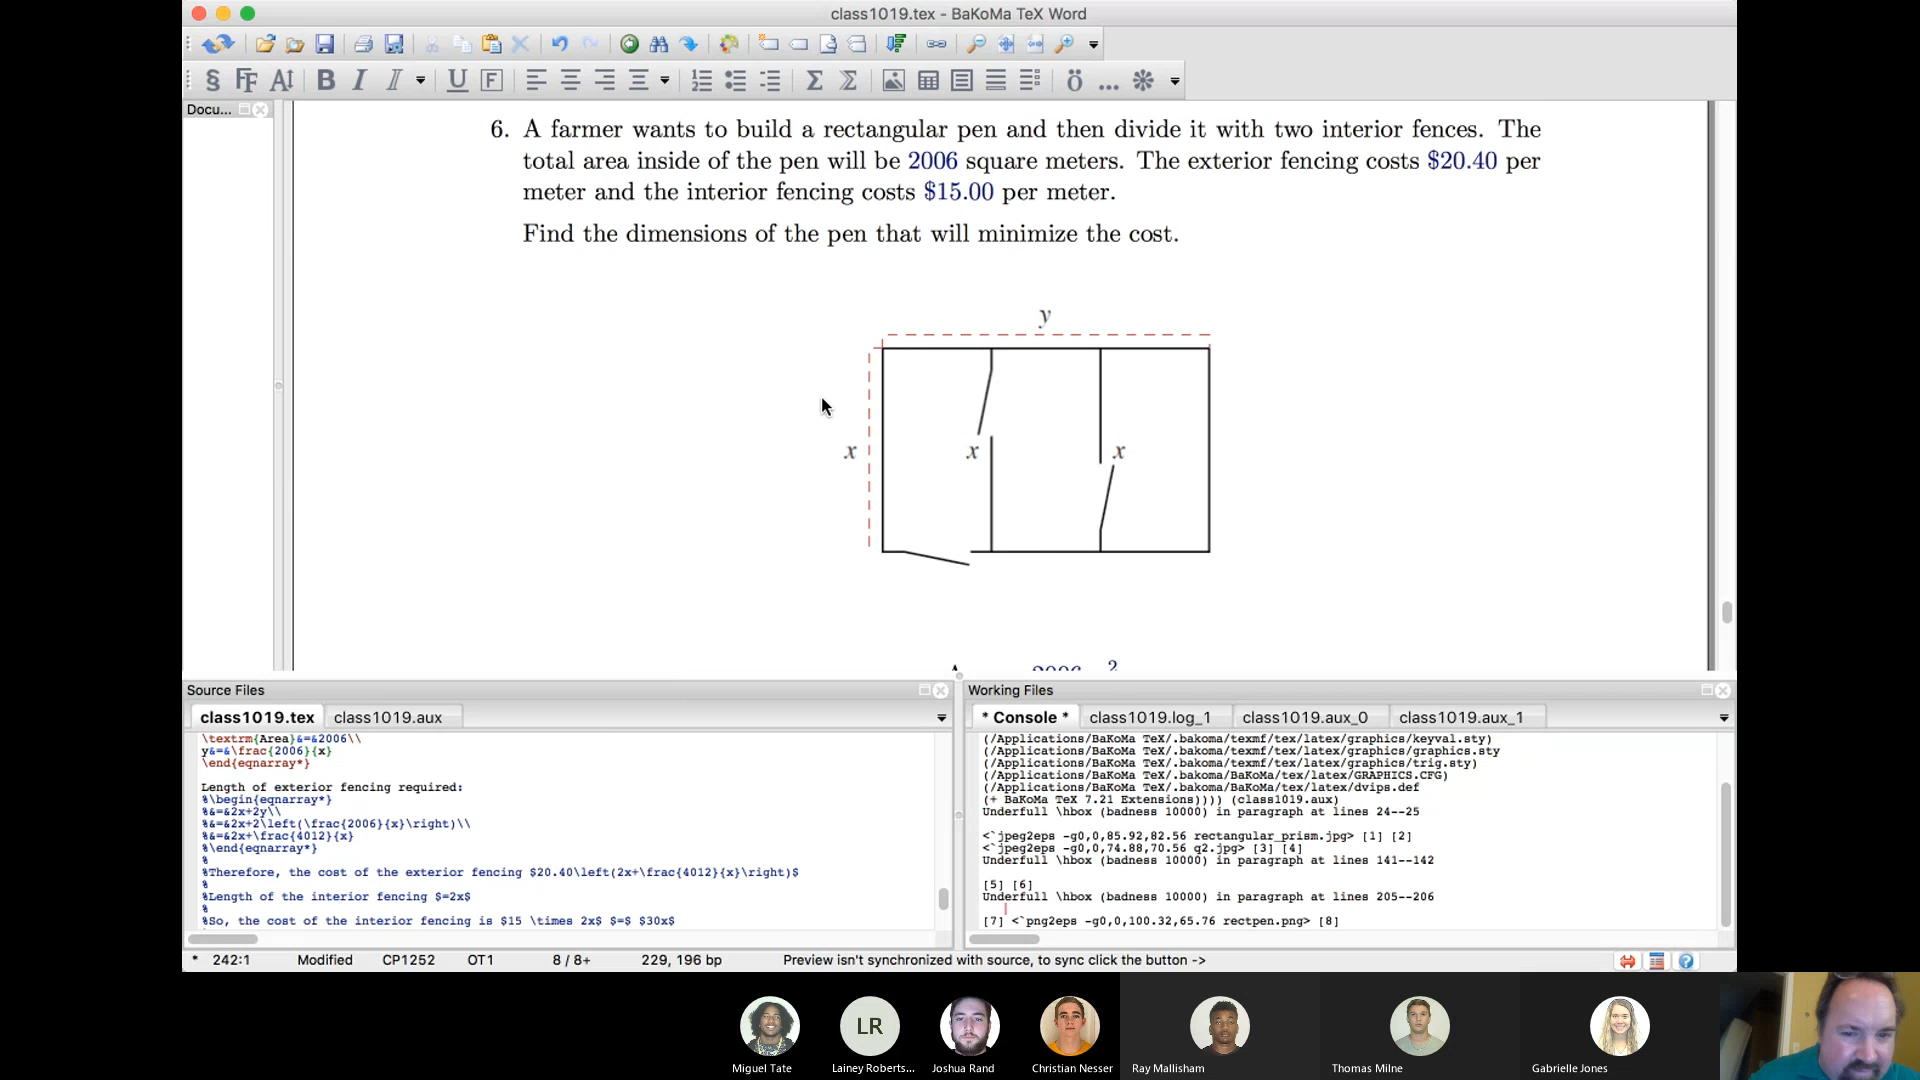 class1019.tex - BaKoMa TeX Word
Docu...
6. A farmer wants to build a rectangular pen and then divide it with two interior fences. The
total area inside of the pen will be 2006 square meters. The exterior fencing costs $20.40 per
meter and the interior fencing costs $15.00 per meter.
Find the dimensions of the pen that will minimize the cost.
y
x
x
x
Source Files
class1019.tex
class1019.aux
\textrm{Area}&=&2006\\
y&=&\frac{2006}{x}
\end{eqnarray*}
Length of exterior fencing required:
%\begin{eqnarray*}
%&=&2x+2y\\
%&=&2x+2\left(\frac{2006}{x}\right)\\
%&=&2x+\frac{4012}{x}
%\end{eqnarray*}
%
%Therefore, the cost of the exterior fencing $20.40\left(2x+\frac{4012}{x}\right)$
%
%Length of the interior fencing $=2x$
%
%So, the cost of the interior fencing is $15 \times 2x$ $=$ $30x$
Working Files
* Console *
class1019.log_1
class1019.aux_0
class1019.aux_1
(/Applications/BaKoMa TeX/.bakoma/texmf/tex/latex/graphics/keyval.sty)
(/Applications/BaKoMa TeX/.bakoma/texmf/tex/latex/graphics/graphics.sty
(/Applications/BaKoMa TeX/.bakoma/texmf/tex/latex/graphics/trig.sty)
(/Applications/BaKoMa TeX/.bakoma/BaKoMa/tex/latex/GRAPHICS.CFG)
(/Applications/BaKoMa TeX/.bakoma/texmf/tex/latex/latex/dvips.def
(+ BaKoMa TeX 7.21 Extensions)))) (class1019.aux)
Underfull \hbox (badness 10000) in paragraph at lines 24--25
<`jpeg2eps -g0,0,85.92,82.56 rectangular_prism.jpg> [1] [2]
<`jpeg2eps -g0,0,74.88,70.56 q2.jpg> [3] [4]
Underfull \hbox (badness 10000) in paragraph at lines 141--142
[5] [6]
Underfull \hbox (badness 10000) in paragraph at lines 205--206
[7] <`png2eps -g0,0,100.32,65.76 rectpen.png> [8]
* 242:1 Modified CP1252 OT1 8 / 8+ 229, 196 bp Preview isn't synchronized with source, to sync click the button ->
LR
Miguel Tate
Lainey Roberts...
Joshua Rand
Christian Nesser
Ray Mallisham
Thomas Milne
Gabrielle Jones